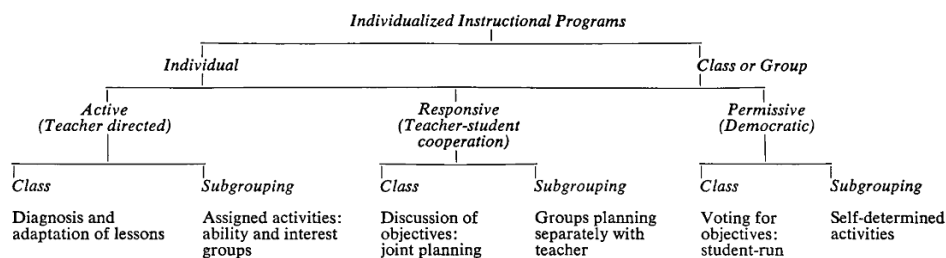 Individualized Instructional Programs
Individual
Class or Group
Active
(Teacher directed)
Responsive
(Teacher-student
cooperation)
Permissive
(Democratic)
Class
Subgrouping
Class
Subgrouping
Class
Subgrouping
Diagnosis and
adaptation of lessons
Assigned activities:
ability and interest
groups
Discussion of
objectives:
joint planning
Groups planning
separately with
teacher
Voting for
objectives:
student-run
Self-determined
activities